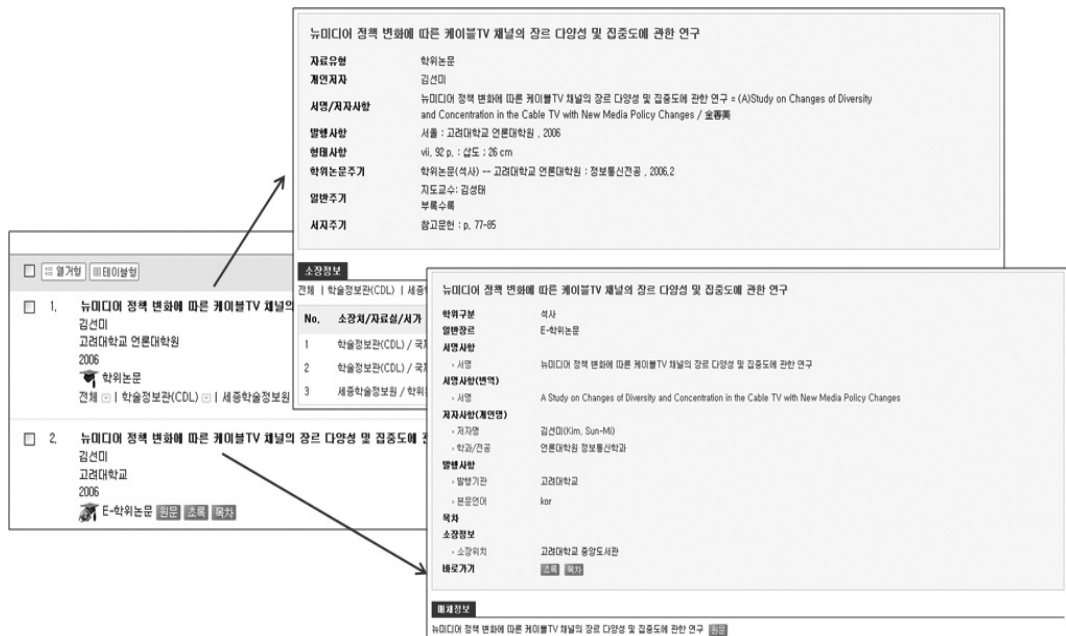 뉴미디어 정책 변화에 따른 케이블TV 채널의 장르 다양성 및 집중도에 관한 연구
자료유형 학위논문
개인저자 김선미
서명/저자사항 뉴미디어 정책 변화에 따른 케이블TV 채널의 장르 다양성 및 집중도에 관한 연구 = (A)Study on Changes of Diversity
and Concentration in the Cable TV with New Media Policy Changes / 金善美
발행사항 서울 : 고려대학교 언론대학원 , 2006
형태사항 vii, 92 p. : 삽도 ; 26 cm
학위논문주기 학위논문(석사) -- 고려대학교 언론대학원 : 정보통신전공 , 2006,2
일반주기 지도교수: 김성태
부록수록
서지주기 참고문헌 : p. 77-85
소장정보
전체 | 학술정보관(CDL) | 세종
No. 소장처/자료실/서가
1 학술정보관(CDL) / 국
2 학술정보관(CDL) / 국
3 세종학술정보원 / 학위
열거형 테이블형
1. 뉴미디어 정책 변화에 따른 케이블TV 채널의
김선미
고려대학교 언론대학원
2006
학위논문
전체 | 학술정보관(CDL) | 세종학술정보원
2. 뉴미디어 정책 변화에 따른 케이블TV 채널의 장르 다양성 및 집중도에
김선미
고려대학교
2006
E-학위논문 원문 초록 목차
뉴미디어 정책 변화에 따른 케이블TV 채널의 장르 다양성 및 집중도에 관한 연구
학위구분 석사
일반장르 E-학위논문
서명사항
› 서명 뉴미디어 정책 변화에 따른 케이블TV 채널의 장르 다양성 및 집중도에 관한 연구
서명사항(번역)
› 서명 A Study on Changes of Diversity and Concentration in the Cable TV with New Media Policy Changes
저자사항(개인명)
› 저자명 김선미(Kim, Sun-Mi)
› 학과/전공 언론대학원 정보통신학과
발행사항
› 발행기관 고려대학교
› 본문언어 kor
목차
소장정보
› 소장위치 고려대학교 중앙도서관
바로가기 초록 목차
매체정보
뉴미디어 정책 변화에 따른 케이블TV 채널의 장르 다양성 및 집중도에 관한 연구 원문